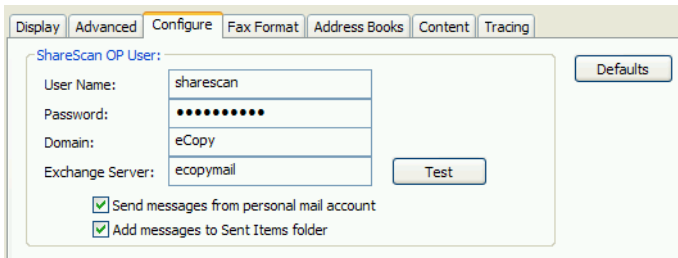 Display Advanced Configure Fax Format Address Books Content Tracing
ShareScan OP User:
Defaults
User Name: sharescan
Password: ••••••••••
Domain: eCopy
Exchange Server: ecopymail Test
Send messages from personal mail account
Add messages to Sent Items folder